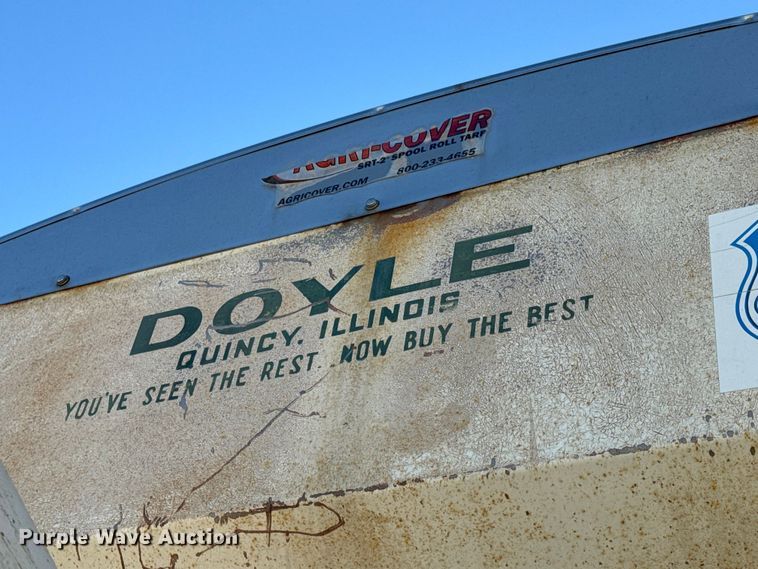 AGRI-COVER
SRT-2 SPOOL ROLL TARP
AGRICOVER.COM 800-233-4655
DOYLE
QUINCY, ILLINOIS
YOU'VE SEEN THE REST. NOW BUY THE BEST
Purple Wave Auction